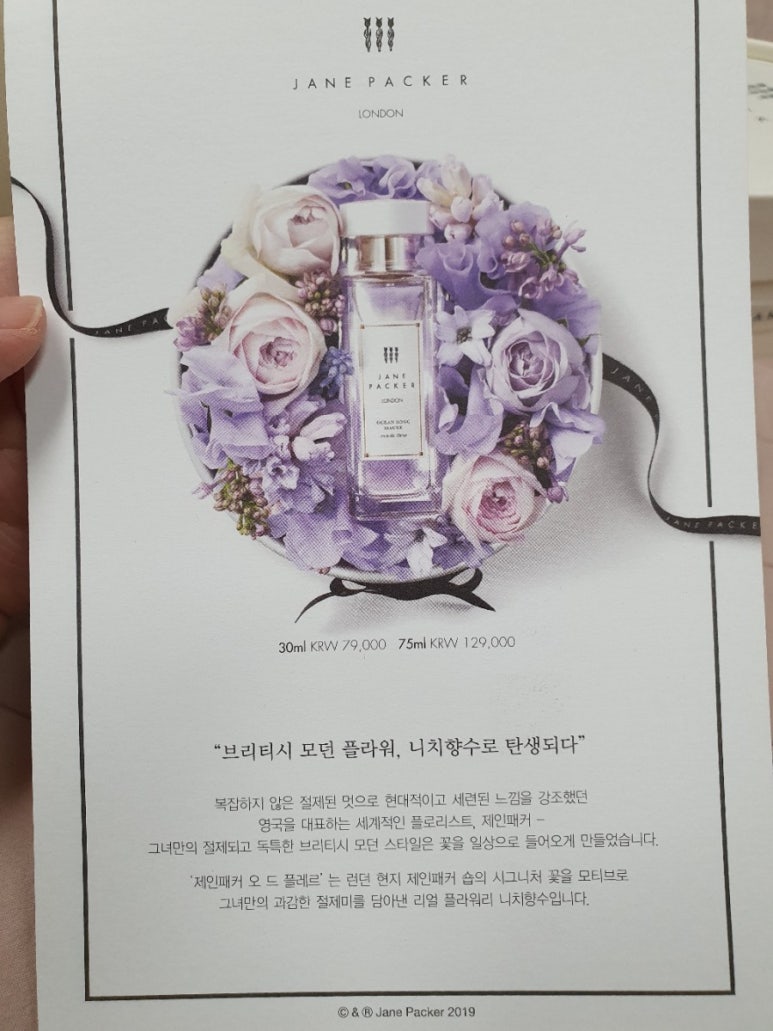 JANE PACKER
LONDON
JANE PA
JANE
PACKER
LONDON
JANE PA
JANE PACKE
30ml KRW 79,000 75ml KRW 129,000
“브리티시 모던 플라워, 니치향수로 탄생되다”
복잡하지 않은 절제된 멋으로 현대적이고 세련된 느낌을 강조했던
영국을 대표하는 세계적인 플로리스트, 제인패커 –
그녀만의 절제되고 독특한 브리티시 모던 스타일은 꽃을 일상으로 들어오게 만들었습니다.
‘제인패커 오 드 플레르’ 는 런던 현지 제인패커 숍의 시그니처 꽃을 모티브로
그녀만의 과감한 절제미를 담아낸 리얼 플라워리 니치향수입니다.
© & ® Jane Packer 2019